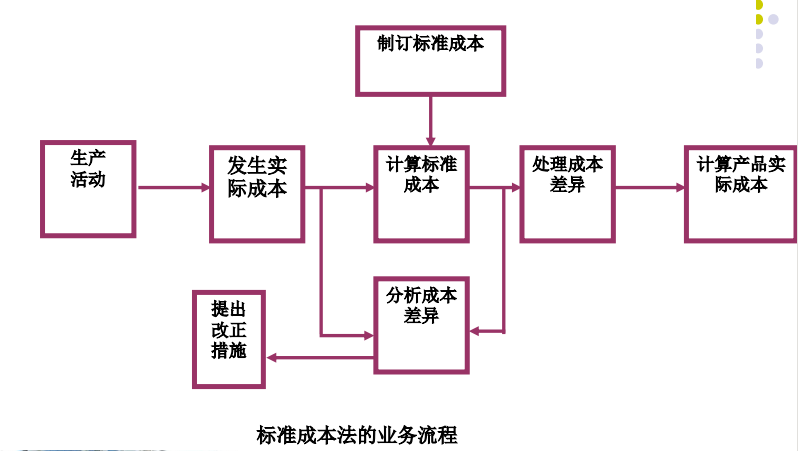 制订标准成本
生产
活动
发生实
际成本
计算标准
成本
处理成本
差异
计算产品实
际成本
提出
改正
措施
分析成本
差异
标准成本法的业务流程